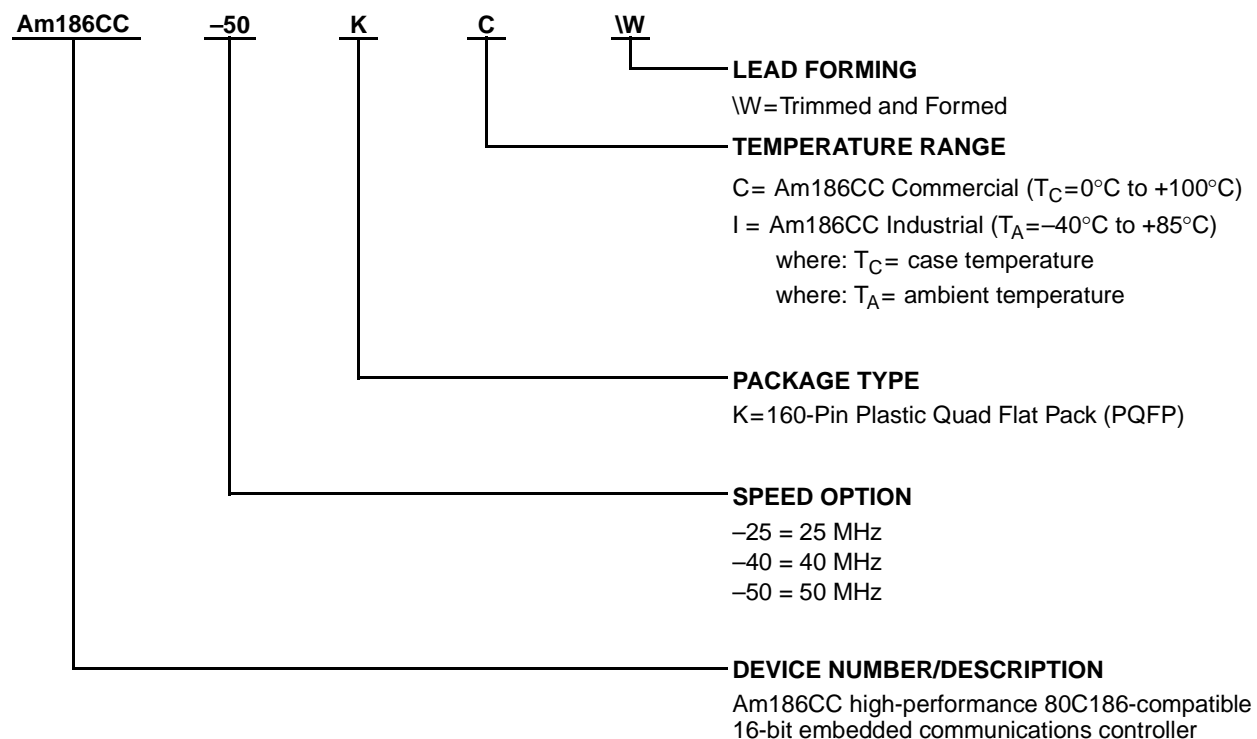 Am186CC –50 K C \W
LEAD FORMING
\W=Trimmed and Formed
TEMPERATURE RANGE
C= Am186CC Commercial (TC=0°C to +100°C)
I = Am186CC Industrial (TA=–40°C to +85°C)
where: TC= case temperature
where: TA= ambient temperature
PACKAGE TYPE
K=160-Pin Plastic Quad Flat Pack (PQFP)
SPEED OPTION
–25 = 25 MHz
–40 = 40 MHz
–50 = 50 MHz
DEVICE NUMBER/DESCRIPTION
Am186CC high-performance 80C186-compatible
16-bit embedded communications controller